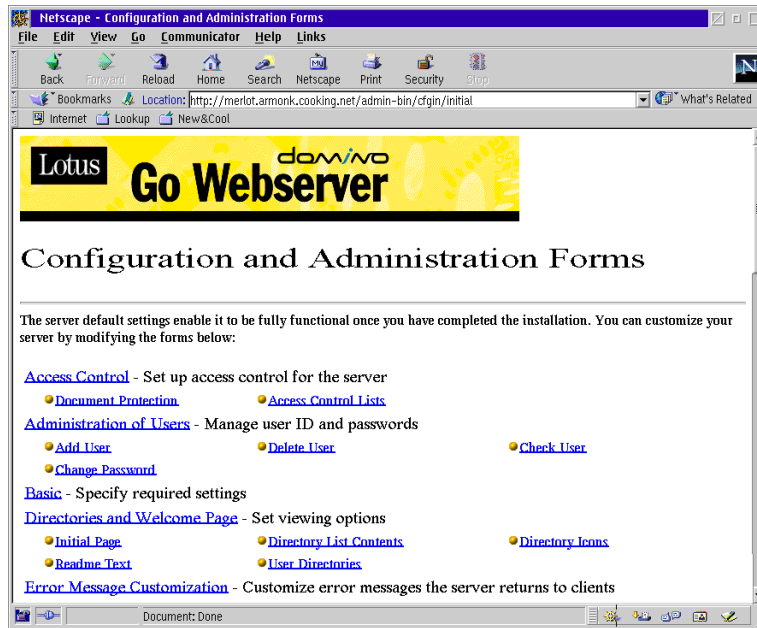 Netscape - Configuration and Administration Forms
File Edit View Go Communicator Help Links
Back Forward Reload Home Search Netscape Print Security Stop
Bookmarks Location: http://merlot.armonk.cooking.net/admin-bin/cfgin/initial What's Related
Internet Lookup New&Cool
Lotus domino
Go Webserver
Configuration and Administration Forms
The server default settings enable it to be fully functional once you have completed the installation. You can customize your
server by modifying the forms below:
Access Control - Set up access control for the server
Document Protection Access Control Lists
Administration of Users - Manage user ID and passwords
Add User Delete User Check User
Change Password
Basic - Specify required settings
Directories and Welcome Page - Set viewing options
Initial Page Directory List Contents Directory Icons
Readme Text User Directories
Error Message Customization - Customize error messages the server returns to clients
Document: Done